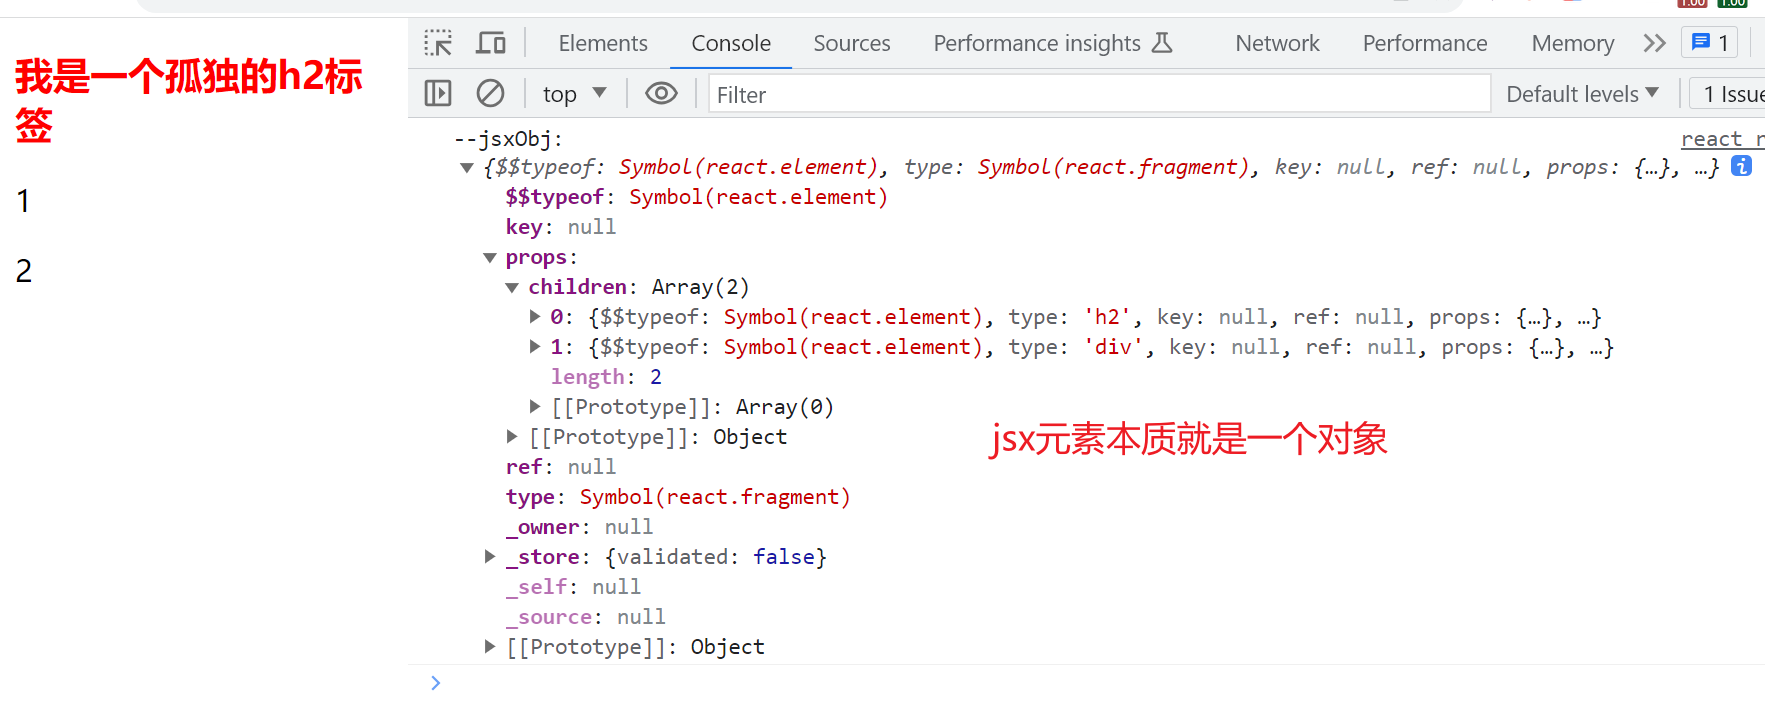 1.00 1.00
Elements Console Sources Performance insights Network Performance Memory 1
top Filter Default levels 1 Issue
我是一个孤独的h2标
签
1
2
--jsxObj:
{$$typeof: Symbol(react.element), type: Symbol(react.fragment), key: null, ref: null, props: {…}, …}
$$typeof: Symbol(react.element)
key: null
props:
children: Array(2)
0: {$$typeof: Symbol(react.element), type: 'h2', key: null, ref: null, props: {…}, …}
1: {$$typeof: Symbol(react.element), type: 'div', key: null, ref: null, props: {…}, …}
length: 2
[[Prototype]]: Array(0)
[[Prototype]]: Object
jsx元素本质就是一个对象
ref: null
type: Symbol(react.fragment)
_owner: null
_store: {validated: false}
_self: null
_source: null
[[Prototype]]: Object